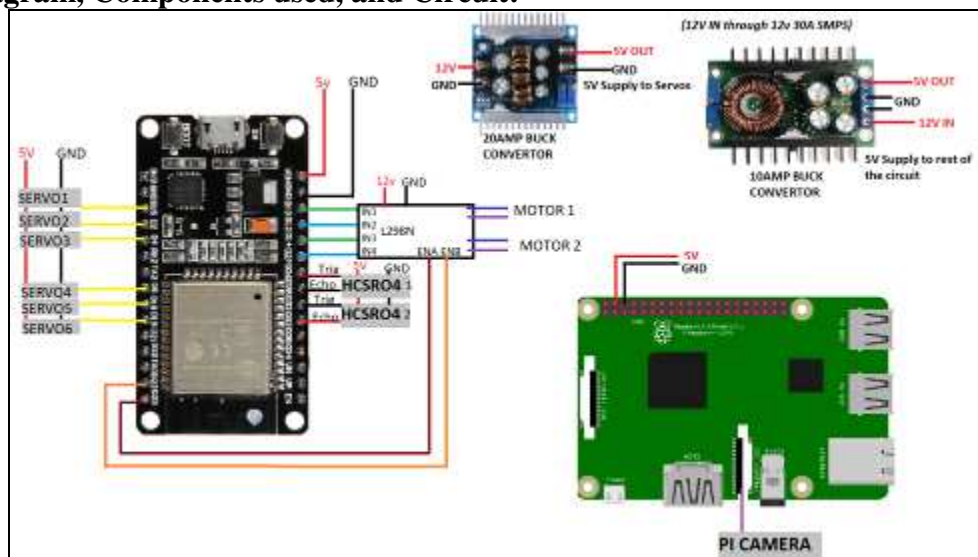 agram, Components used, and Circuit:
(12V IN through 12v 30A SMPS)
5V OUT
12V
GND
GND
5V Supply to Servos
20AMP BUCK
CONVERTOR
5V OUT
GND
12V IN
10AMP BUCK
CONVERTOR
5V Supply to rest of
the circuit
5v
GND
5V
GND
SERVO1
SERVO2
SERVO3
SERVO4
SERVO5
SERVO6
12v
GND
IN1
IN2
IN3
IN4
L298N
ENA
ENB
MOTOR 1
MOTOR 2
Trig
Echo
Trig
Echo
5V
GND
HCSRO4 1
HCSRO4 2
5V
GND
PI CAMERA